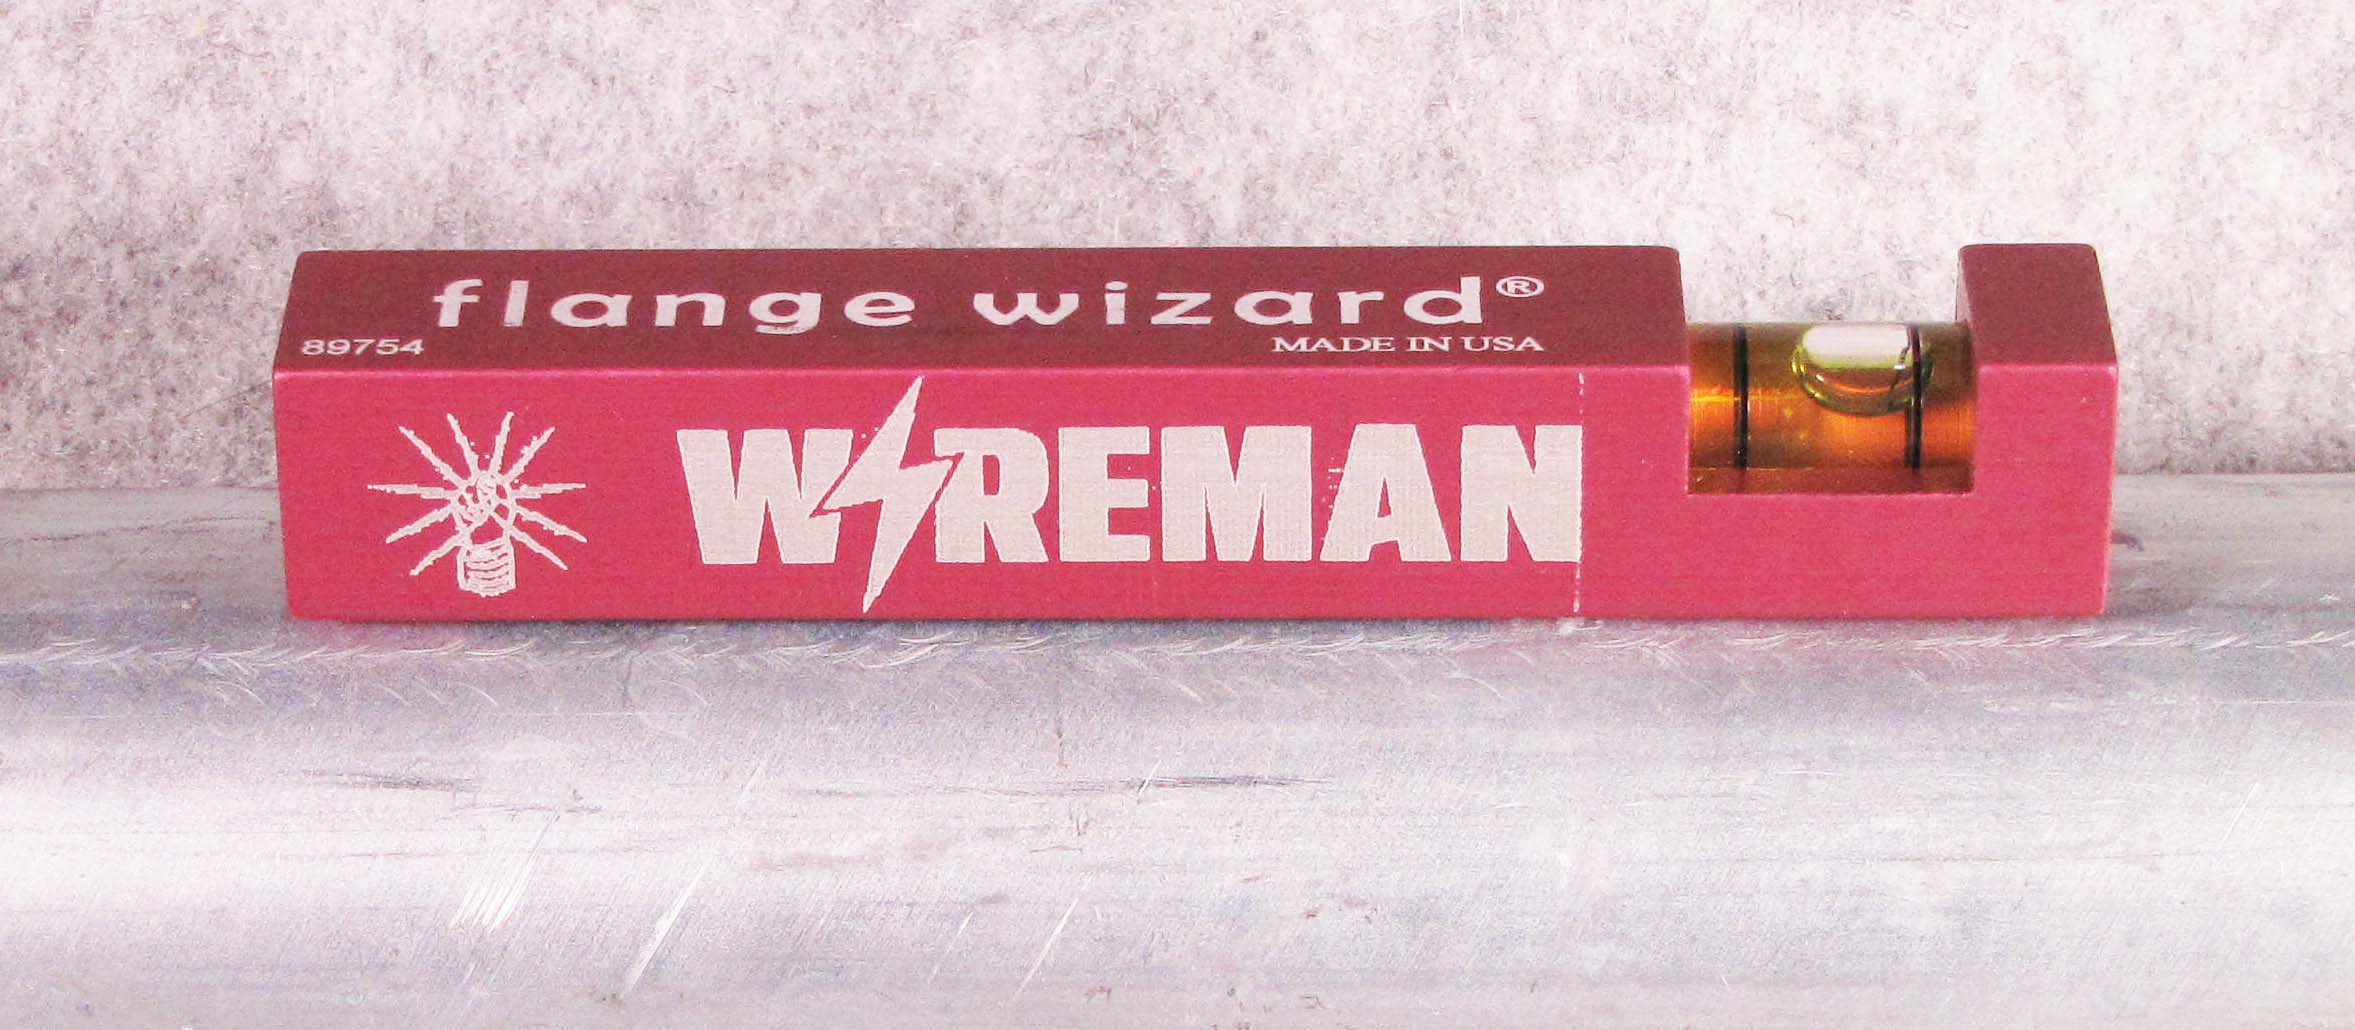 flange wizard®
89754
MADE IN USA
WIREMAN